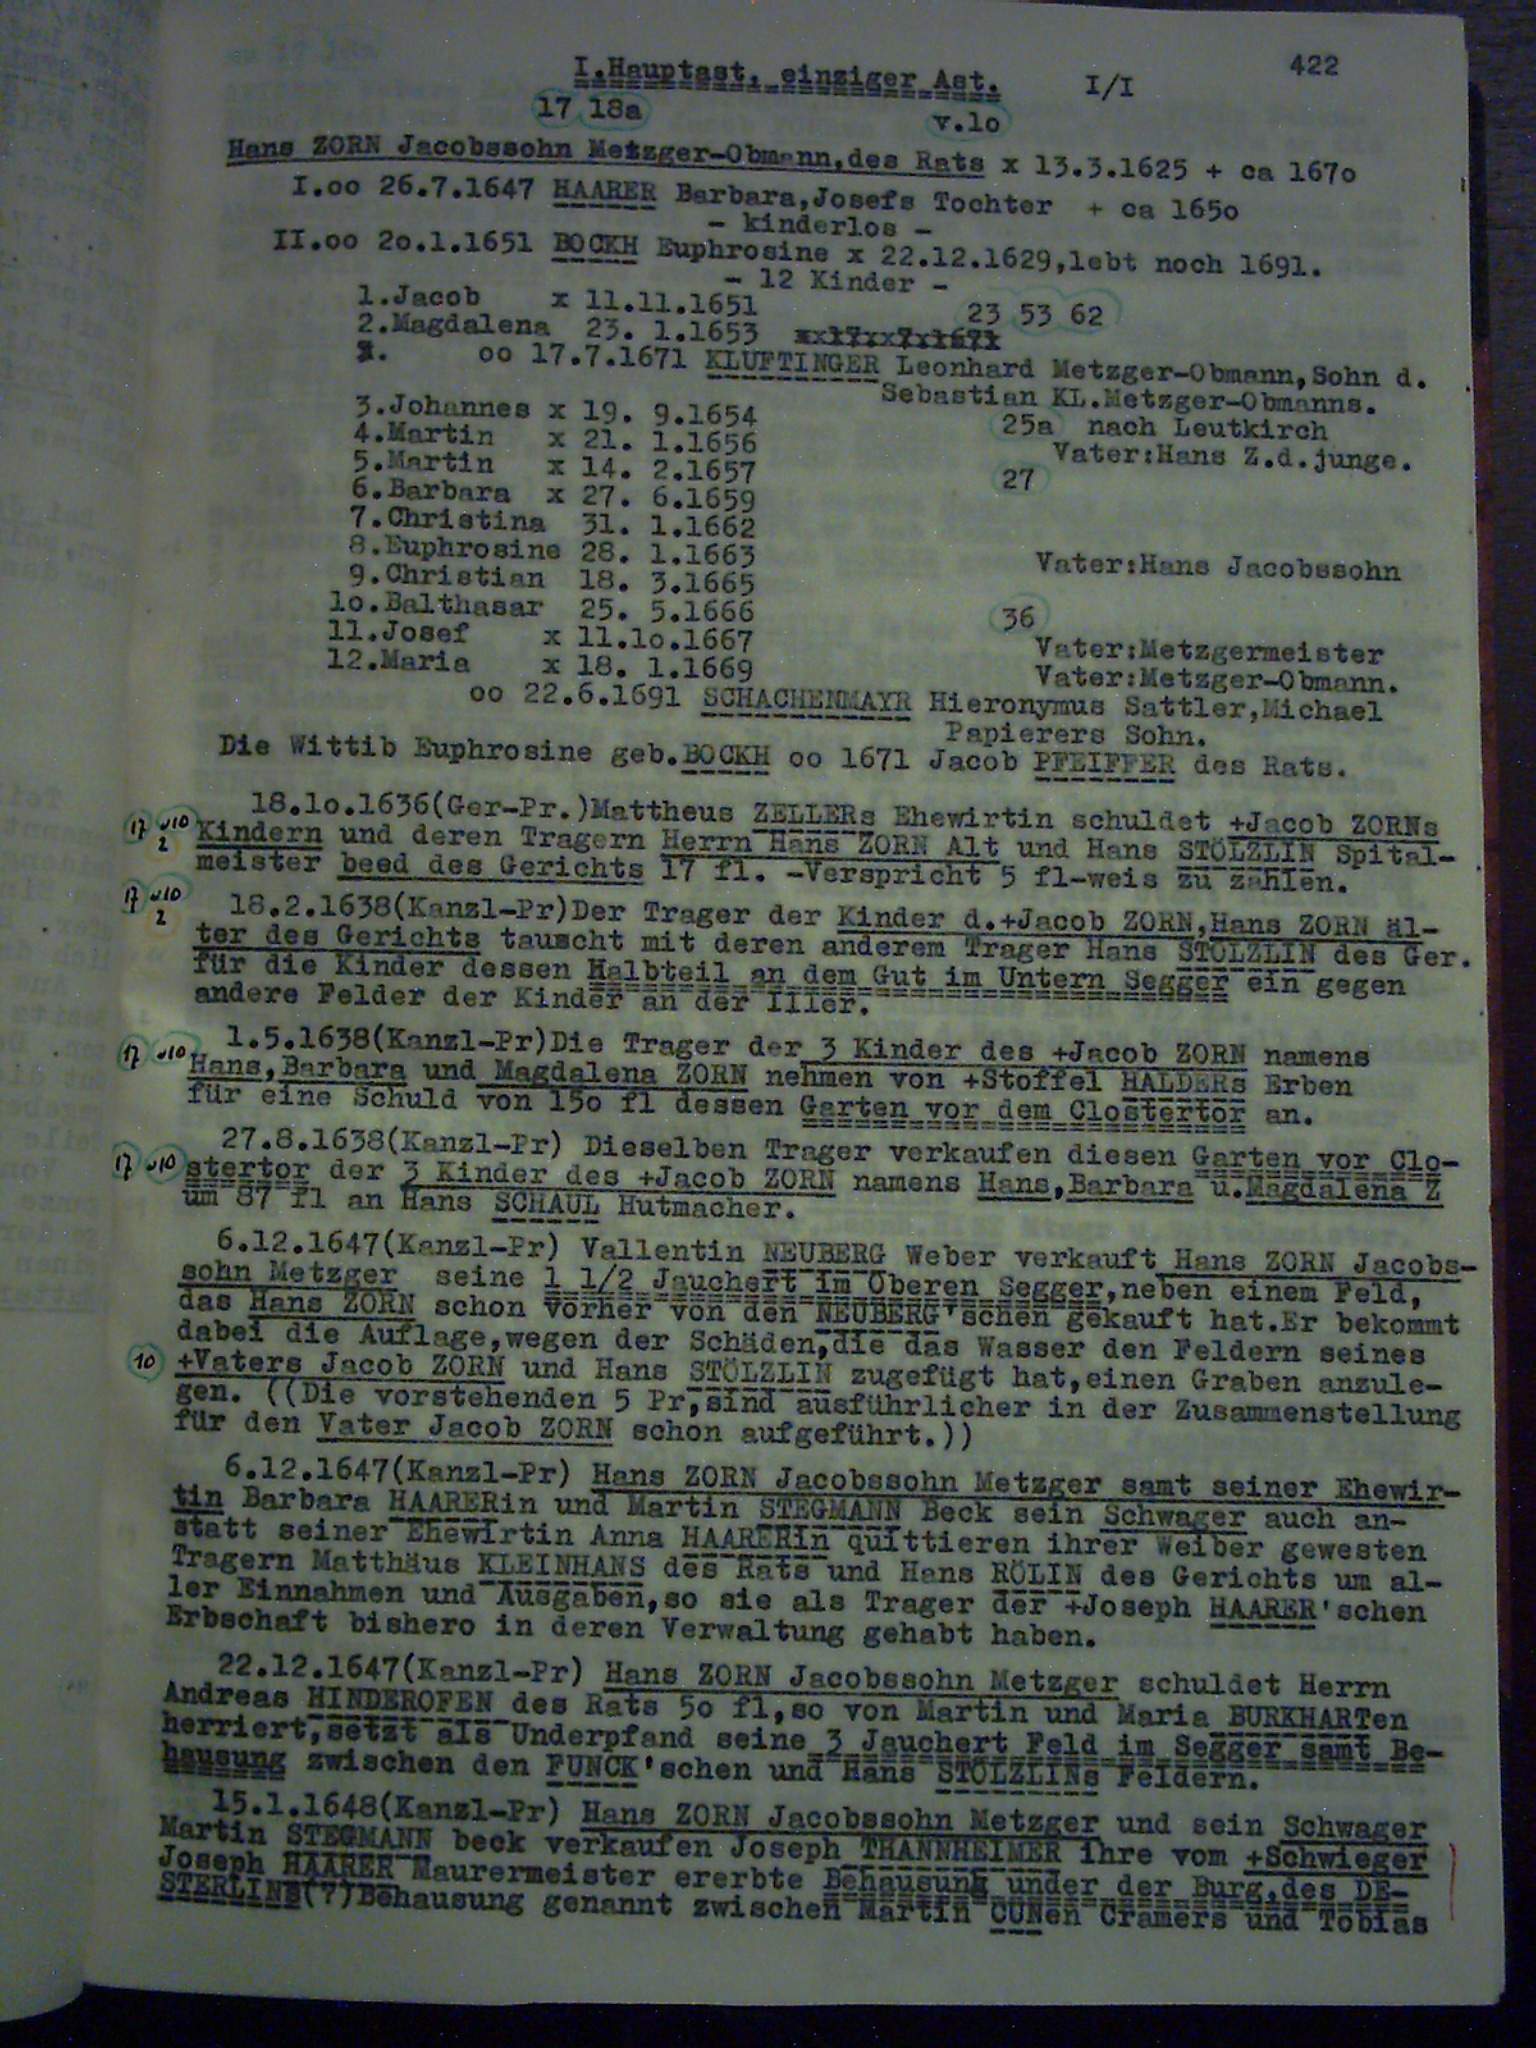 422
I.Hauptast, einziger Ast. I/I
17 18a v.lo
Hans ZORN Jacobssohn Metzger-Obmann,des Rats x 13.3.1625 + ca 167o
I.oo 26.7.1647 HAARER Barbara,Josefs Tochter + ca 165o
- kinderlos -
II.oo 2o.1.1651 BOCKH Euphrosine x 22.12.1629,lebt noch 1691.
- 12 Kinder -
1.Jacob x 11.11.1651
2.Magdalena 23. 1.1653 23 53 62
oo 17.7.1671 KLUFTINGER Leonhard Metzger-Obmann,Sohn d.
Sebastian KL.Metzger-Obmanns.
3.Johannes x 19. 9.1654 25a nach Leutkirch
4.Martin x 21. 1.1656 Vater:Hans Z.d.junge.
5.Martin x 14. 2.1657 27
6.Barbara x 27. 6.1659
7.Christina 31. 1.1662
8.Euphrosine 28. 1.1663 Vater:Hans Jacobssohn
9.Christian 18. 3.1665
1o.Balthasar 25. 5.1666 36
11.Josef x 11.1o.1667 Vater:Metzgermeister
12.Maria x 18. 1.1669 Vater:Metzger-Obmann.
oo 22.6.1691 SCHACHENMAYR Hieronymus Sattler,Michael
Papierers Sohn.
Die Wittib Euphrosine geb.BOCKH oo 1671 Jacob PFEIFFER des Rats.
18.1o.1636(Ger-Pr.)Mattheus ZELLERs Ehewirtin schuldet +Jacob ZORNs
17 v10 Kindern und deren Tragern Herrn Hans ZORN Alt und Hans STÖLZLIN Spital-
2 meister beed des Gerichts 17 fl. -Verspricht 5 fl-weis zu zahlen.
17 v10 18.2.1638(Kanzl-Pr)Der Trager der Kinder d.+Jacob ZORN,Hans ZORN äl-
2 ter des Gerichts tauscht mit deren anderem Trager Hans STÖLZLIN des Ger.
für die Kinder dessen Halbteil an dem Gut im Untern Segger ein gegen
andere Felder der Kinder an der Iller.
17 v10 1.5.1638(Kanzl-Pr)Die Trager der 3 Kinder des +Jacob ZORN namens
Hans,Barbara und Magdalena ZORN nehmen von +Stoffel HALDERs Erben
für eine Schuld von 15o fl dessen Garten vor dem Clostertor an.
27.8.1638(Kanzl-Pr) Dieselben Trager verkaufen diesen Garten vor Clo-
17 v10 stertor der 3 Kinder des +Jacob ZORN namens Hans,Barbara u.Magdalena Z
um 87 fl an Hans SCHAUL Hutmacher.
6.12.1647(Kanzl-Pr) Vallentin NEUBERG Weber verkauft Hans ZORN Jacobs-
sohn Metzger seine 1 1/2 Jauchert im Oberen Segger,neben einem Feld,
das Hans ZORN schon vorher von den NEUBERG'schen gekauft hat.Er bekommt
dabei die Auflage,wegen der Schäden,die das Wasser den Feldern seines
10 +Vaters Jacob ZORN und Hans STÖLZLIN zugefügt hat,einen Graben anzule-
gen. ((Die vorstehenden 5 Pr,sind ausführlicher in der Zusammenstellung
für den Vater Jacob ZORN schon aufgeführt.))
6.12.1647(Kanzl-Pr) Hans ZORN Jacobssohn Metzger samt seiner Ehewir-
tin Barbara HAARERin und Martin STEGMANN Beck sein Schwager auch an-
statt seiner Ehewirtin Anna HAARERIn quittieren ihrer Weiber gewesten
Tragern Matthäus KLEINHANS des Rats und Hans RÖLIN des Gerichts um al-
ler Einnahmen und Ausgaben,so sie als Trager der +Joseph HAARER'schen
Erbschaft bishero in deren Verwaltung gehabt haben.
22.12.1647(Kanzl-Pr) Hans ZORN Jacobssohn Metzger schuldet Herrn
Andreas HINDEROFEN des Rats 5o fl,so von Martin und Maria BURKHARTen
herriert,setzt als Underpfand seine 3 Jauchert Feld im Segger samt Be-
hausung zwischen den FUNCK'schen und Hans STÖLZLINs Feldern.
15.1.1648(Kanzl-Pr) Hans ZORN Jacobssohn Metzger und sein Schwager
Martin STEGMANN beck verkaufen Joseph THANNHEIMER ihre vom +Schwieger
Joseph HAARER Maurermeister ererbte Behausung under der Burg,des DE-
STERLINS(?)Behausung genannt zwischen Martin CUNen Cramers und Tobias